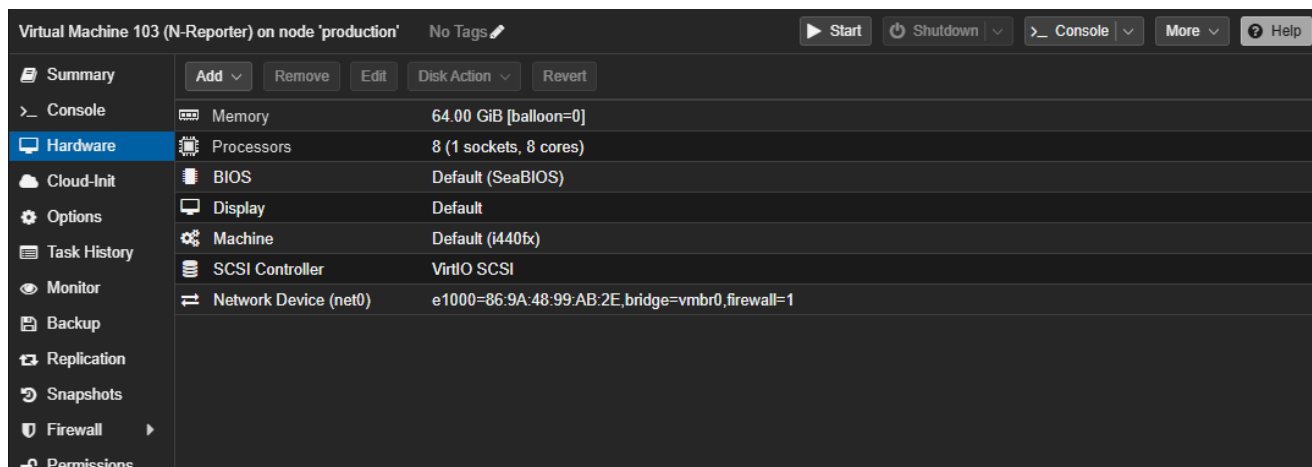 Virtual Machine 103 (N-Reporter) on node 'production' No Tags Start Shutdown >_ Console More Help
Summary
Console
Hardware
Cloud-Init
Options
Task History
Monitor
Backup
Replication
Snapshots
Firewall
Permissions
Add Remove Edit Disk Action Revert
Memory 64.00 GiB [balloon=0]
Processors 8 (1 sockets, 8 cores)
BIOS Default (SeaBIOS)
Display Default
Machine Default (i440fx)
SCSI Controller VirtIO SCSI
Network Device (net0) e1000=86:9A:48:99:AB:2E,bridge=vmbr0,firewall=1